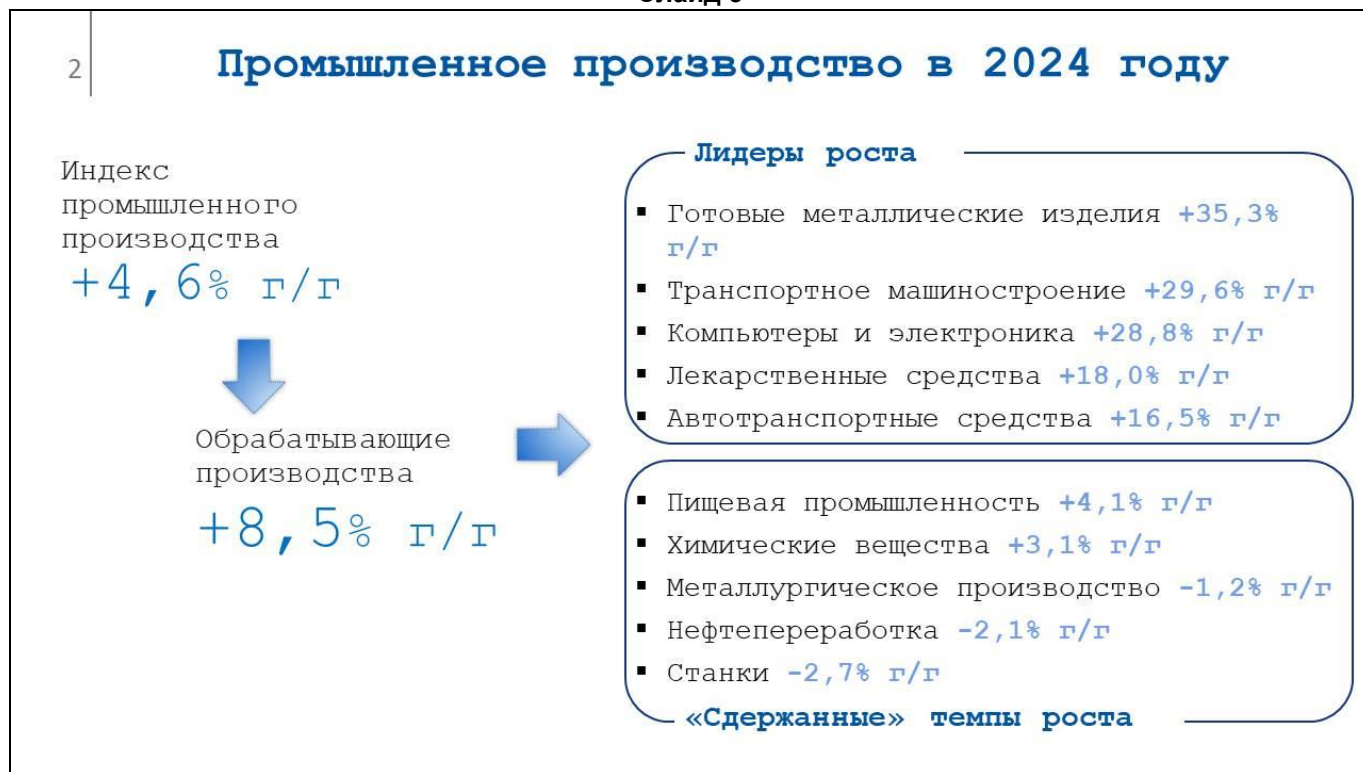 2
Промышленное производство в 2024 году
Индекс
промышленного
производства
+4,6% г/г
Обрабатывающие
производства
+8,5% г/г
Лидеры роста
▪ Готовые металлические изделия +35,3%
г/г
▪ Транспортное машиностроение +29,6% г/г
▪ Компьютеры и электроника +28,8% г/г
▪ Лекарственные средства +18,0% г/г
▪ Автотранспортные средства +16,5% г/г
▪ Пищевая промышленность +4,1% г/г
▪ Химические вещества +3,1% г/г
▪ Металлургическое производство -1,2% г/г
▪ Нефтепереработка -2,1% г/г
▪ Станки -2,7% г/г
«Сдержанные» темпы роста